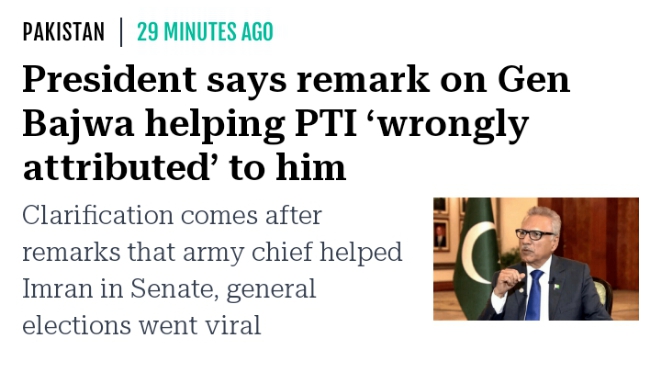 PAKISTAN | 29 MINUTES AGO
President says remark on Gen
Bajwa helping PTI ‘wrongly
attributed’ to him
Clarification comes after
remarks that army chief helped
Imran in Senate, general
elections went viral